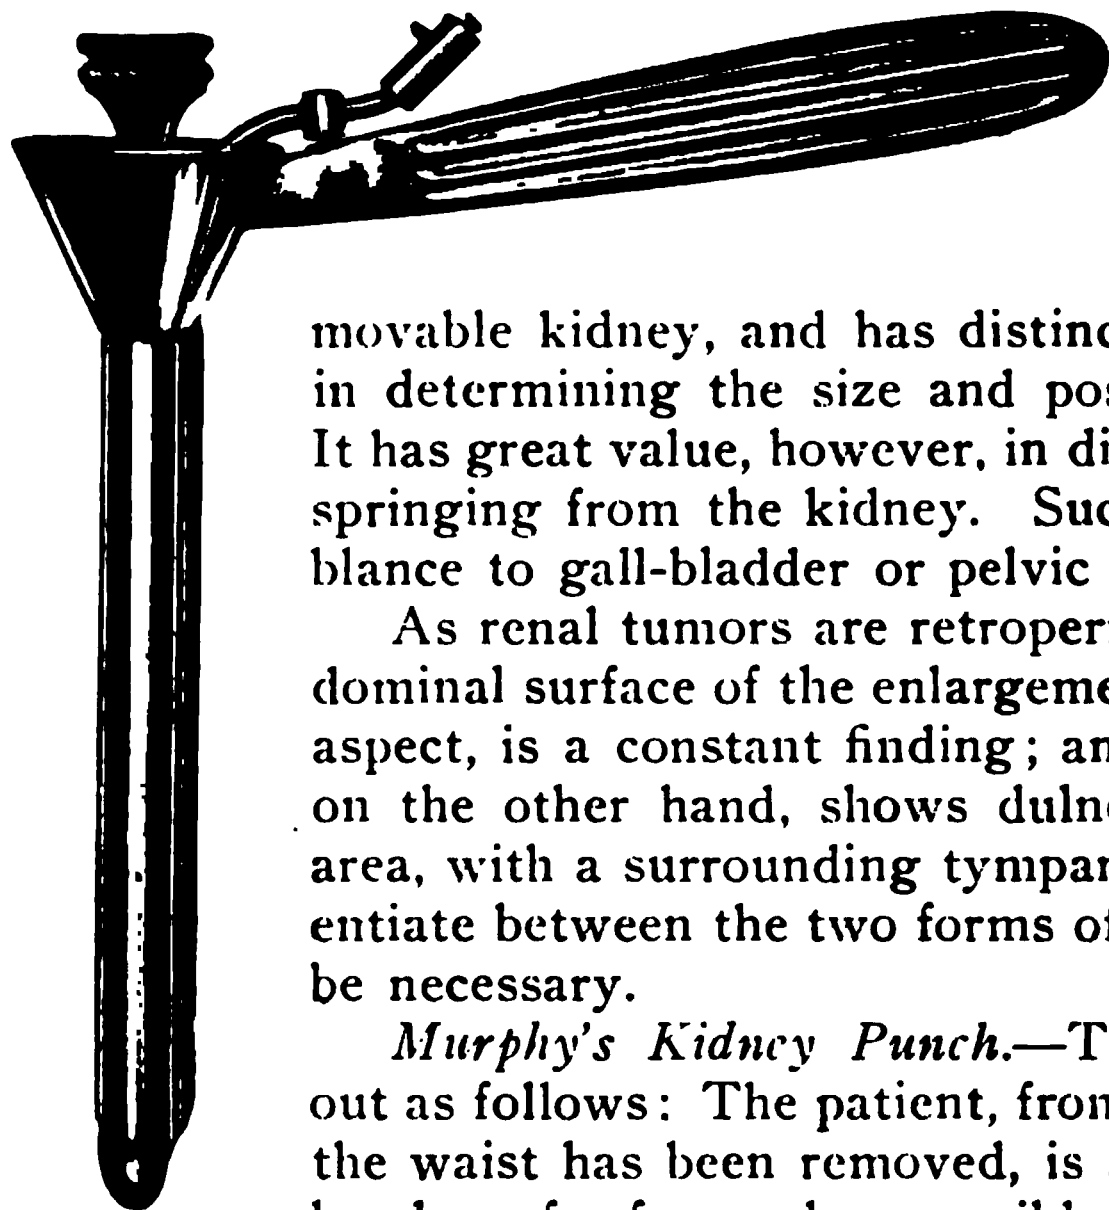 movable kidney, and has distinc
in determining the size and pos
It has great value, however, in di
springing from the kidney. Suc
blance to gall-bladder or pelvic
As renal tumors are retroper
dominal surface of the enlargeme
aspect, is a constant finding; an
on the other hand, shows duln
area, with a surrounding tympan
entiate between the two forms of
be necessary.
Murphy's Kidney Punch.—T
out as follows: The patient, from
the waist has been removed, is